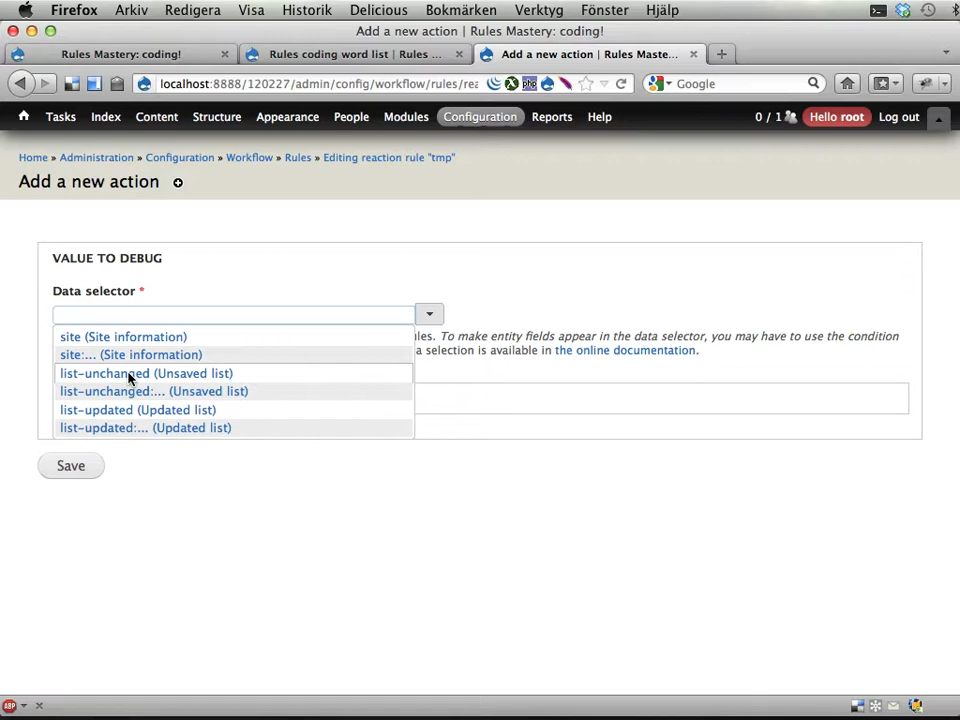 Firefox Arkiv Redigera Visa Historik Delicious Bokmärken Verktyg Fönster Hjälp
Add a new action | Rules Mastery: coding!
Rules Mastery: coding! × Rules coding word list | Rules ... × Add a new action | Rules Maste... × +
localhost:8888/120227/admin/config/workflow/rules/rea php Google
Tasks Index Content Structure Appearance People Modules Configuration Reports Help 0 / 1 Hello root Log out
Home » Administration » Configuration » Workflow » Rules » Editing reaction rule "tmp"
Add a new action
VALUE TO DEBUG
Data selector *
site (Site information)
les. To make entity fields appear in the data selector, you may have to use the condition
site:... (Site information)
a selection is available in the online documentation.
list-unchanged (Unsaved list)
list-unchanged:... (Unsaved list)
list-updated (Updated list)
list-updated:... (Updated list)
Save
ABP ×